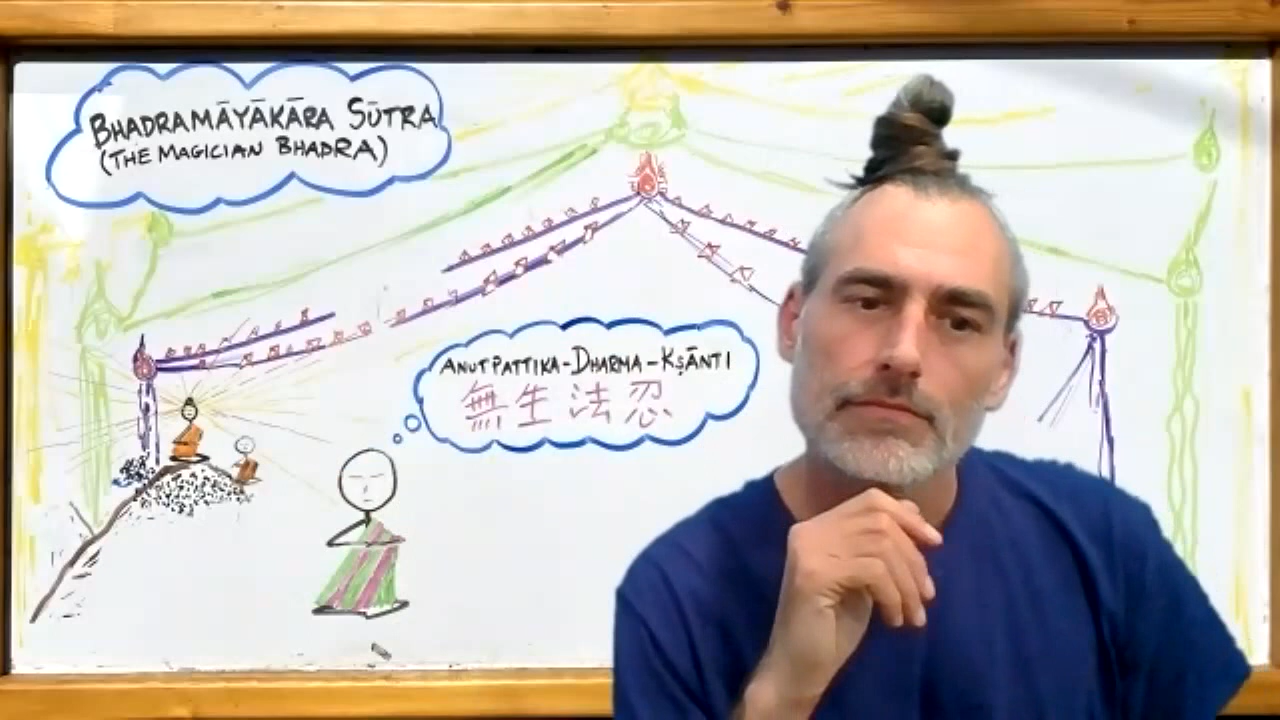 BHADRAMĀYĀKĀRA SŪTRA
(THE MAGICIAN BHADRA)
ANUTPATTIKA-DHARMA-KṢĀNTI
無生法忍